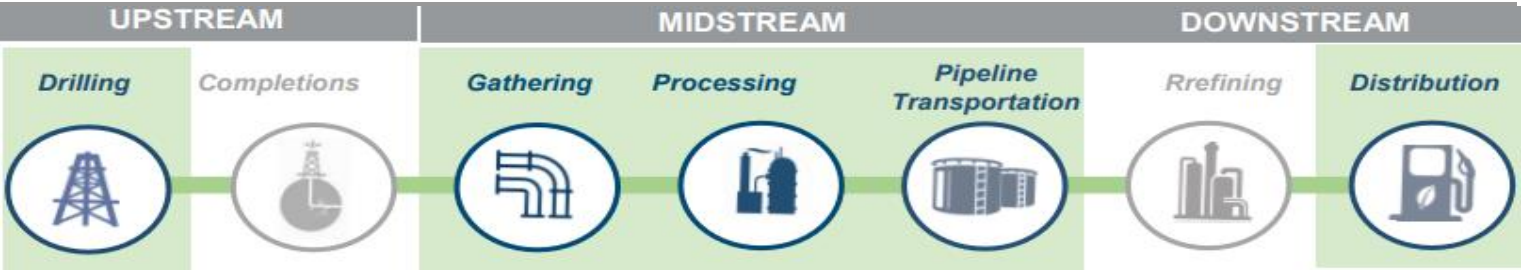 UPSTREAM
MIDSTREAM
DOWNSTREAM
Drilling
Completions
Gathering
Processing
Pipeline
Transportation
Rrefining
Distribution